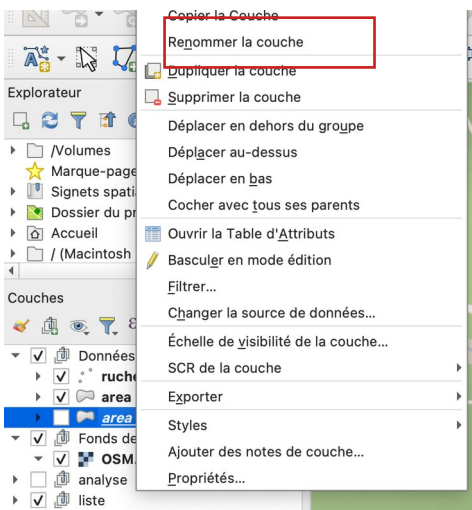 Copier la Couche
Renommer la couche
Dupliquer la couche
Supprimer la couche
Déplacer en dehors du groupe
Déplacer au-dessus
Déplacer en bas
Cocher avec tous ses parents
Ouvrir la Table d'Attributs
Basculer en mode édition
Filtrer...
Changer la source de données...
Échelle de visibilité de la couche...
SCR de la couche
Exporter
Styles
Ajouter des notes de couche...
Propriétés...
Explorateur
/Volumes
Marque-page
Signets spati
Dossier du pr
Accueil
/ (Macintosh
Couches
Données
ruche
area
area
Fonds de
OSM
analyse
liste